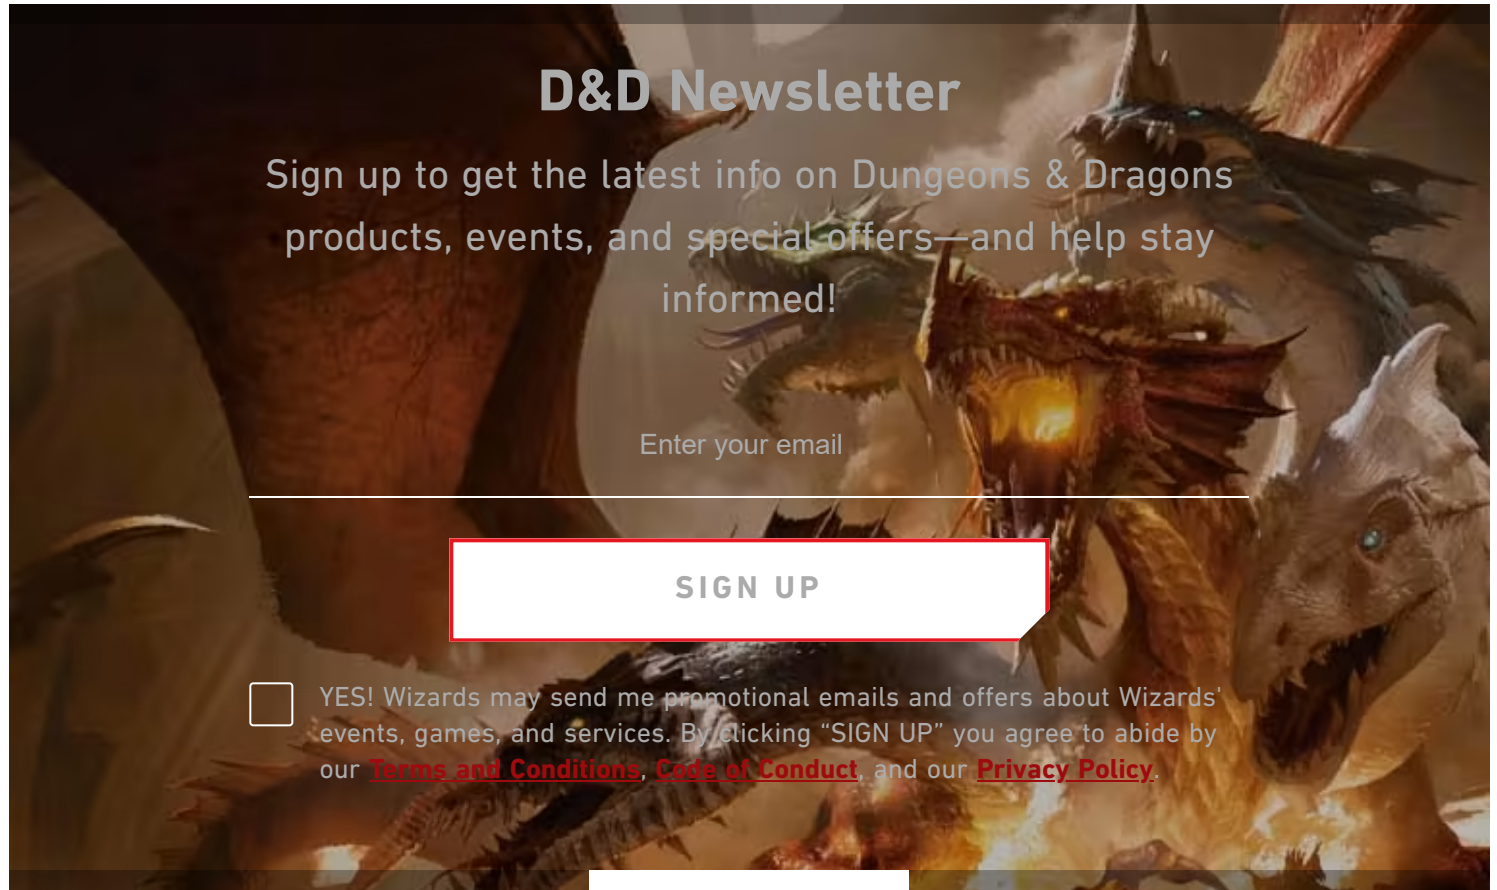 D&D Newsletter
Sign up to get the latest info on Dungeons & Dragons
products, events, and special offers—and help stay
informed!
Enter your email
SIGN UP
YES! Wizards may send me promotional emails and offers about Wizards'
events, games, and services. By clicking “SIGN UP” you agree to abide by
our Terms and Conditions, Code of Conduct, and our Privacy Policy.